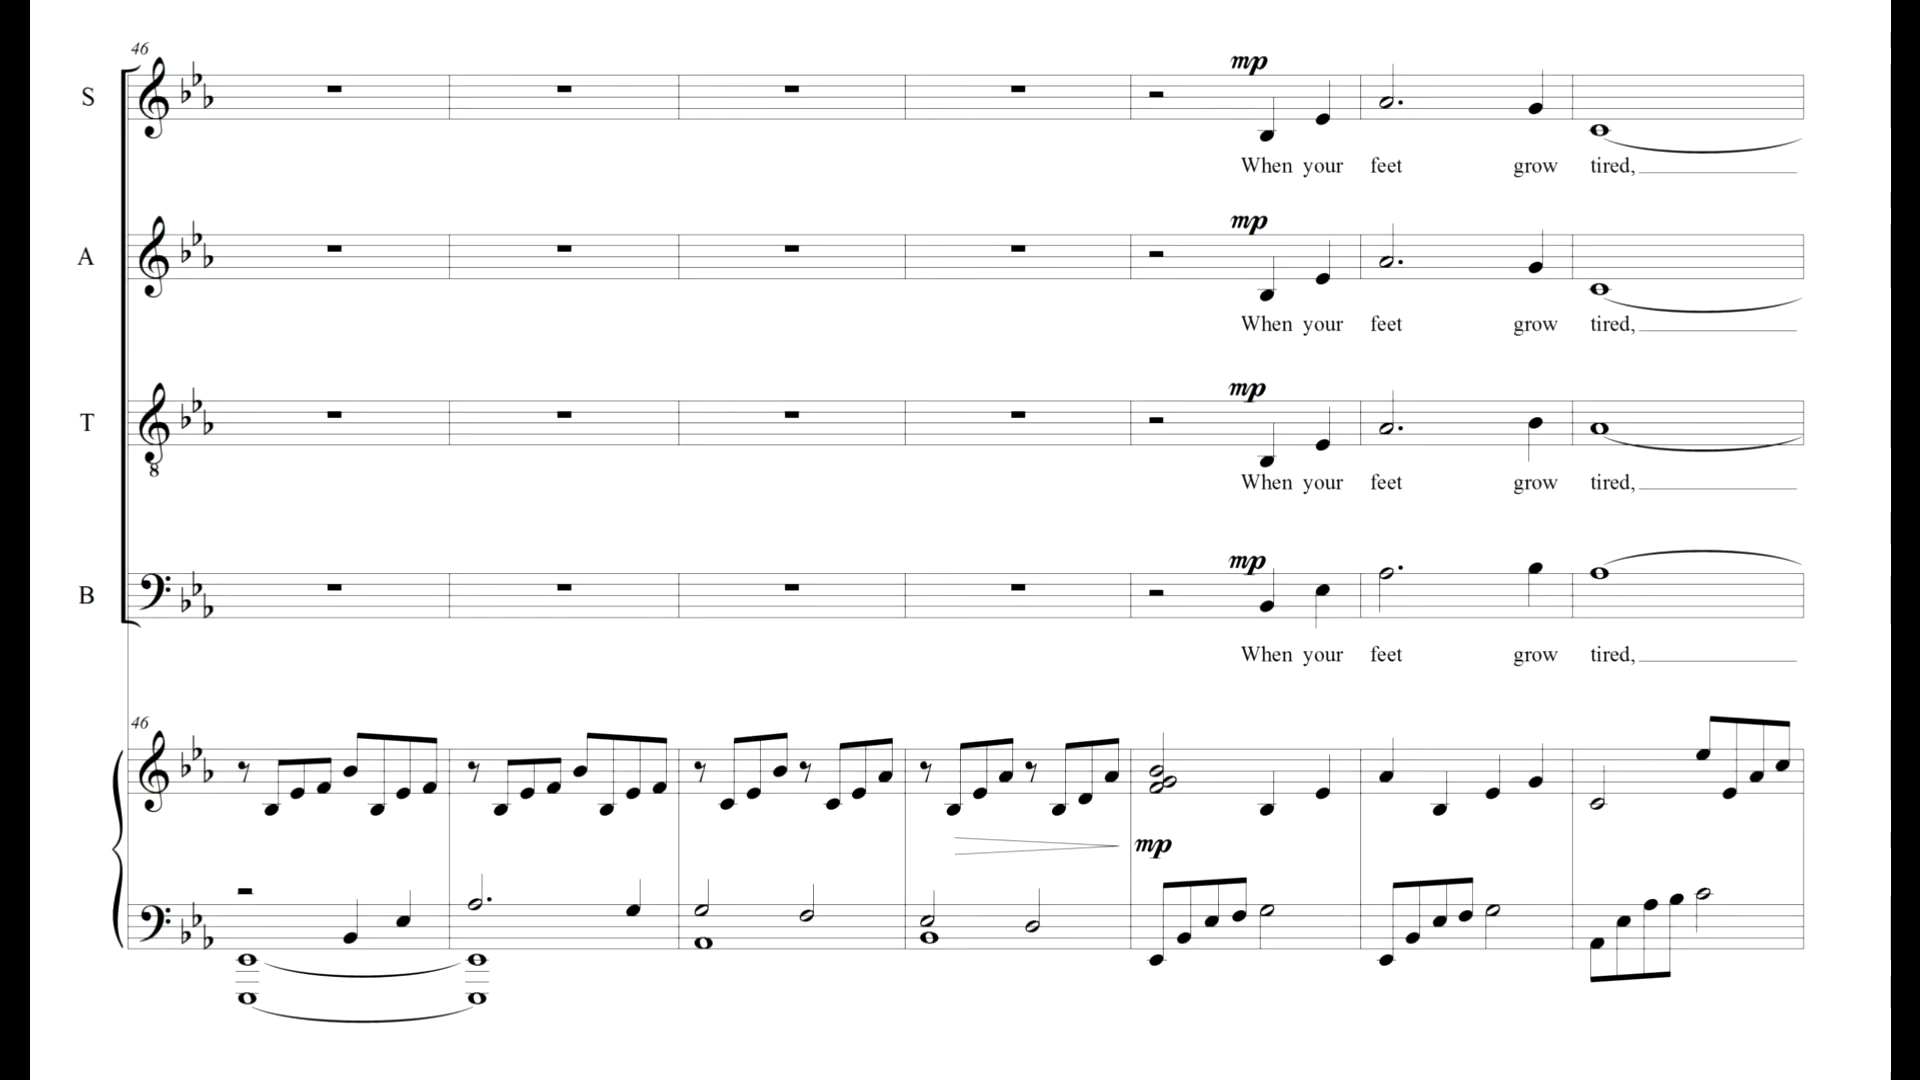 46
S
mp
When your feet grow tired,
A
mp
When your feet grow tired,
T
8
mp
When your feet grow tired,
B
mp
When your feet grow tired,
46
mp